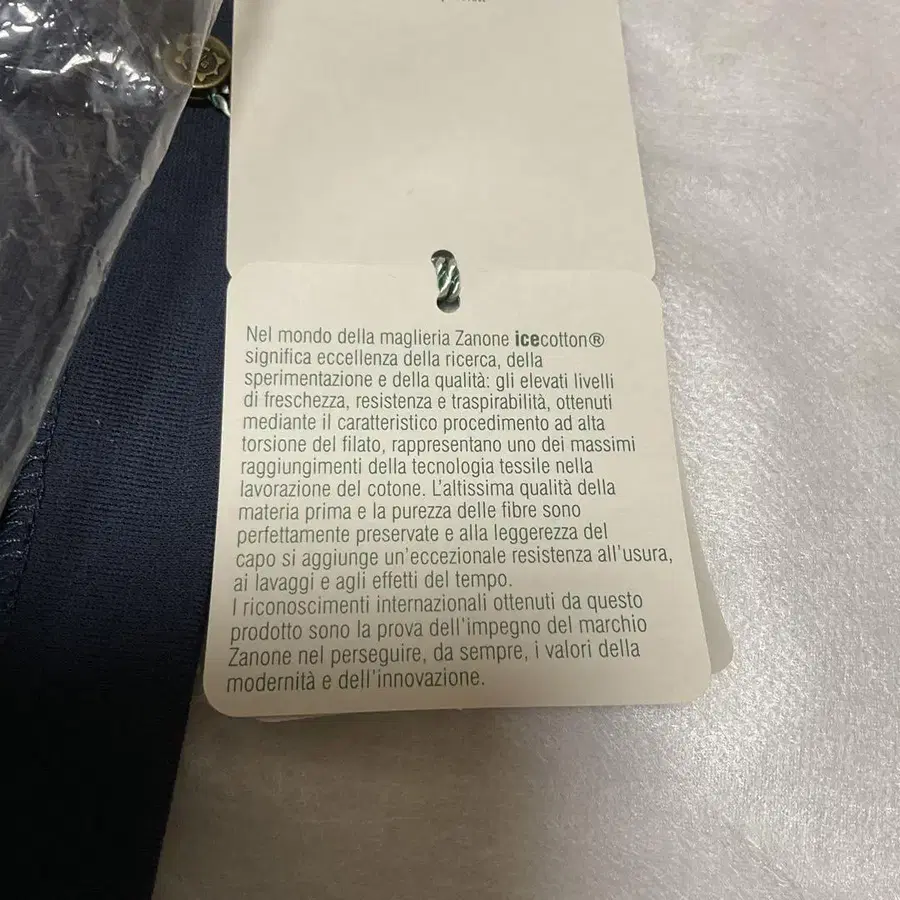 Nel mondo della maglieria Zanone icecotton®
significa eccellenza della ricerca, della
sperimentazione e della qualità: gli elevati livelli
di freschezza, resistenza e traspirabilità, ottenuti
mediante il caratteristico procedimento ad alta
torsione del filato, rappresentano uno dei massimi
raggiungimenti della tecnologia tessile nella
lavorazione del cotone. L'altissima qualità della
materia prima e la purezza delle fibre sono
perfettamente preservate e alla leggerezza del
capo si aggiunge un'eccezionale resistenza all'usura,
ai lavaggi e agli effetti del tempo.
I riconoscimenti internazionali ottenuti da questo
prodotto sono la prova dell'impegno del marchio
Zanone nel perseguire, da sempre, i valori della
modernità e dell'innovazione.